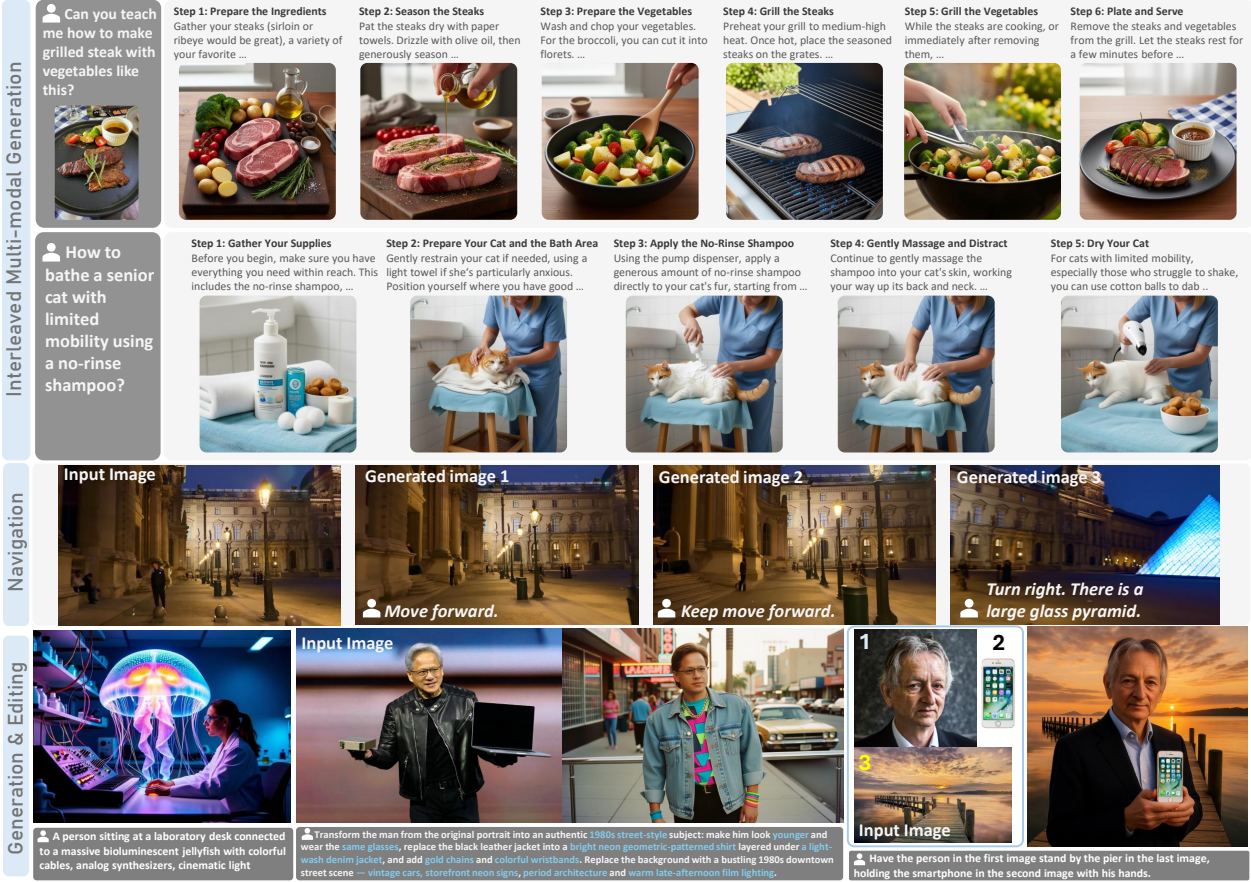 Interleaved Multi-modal Generation
Can you teach
me how to make
grilled steak with
vegetables like
this?
Step 1: Prepare the Ingredients
Gather your steaks (sirloin or
ribeye would be great), a variety of
your favorite ...
Step 2: Season the Steaks
Pat the steaks dry with paper
towels. Drizzle with olive oil, then
generously season ...
Step 3: Prepare the Vegetables
Wash and chop your vegetables.
For the broccoli, you can cut it into
florets. ...
Step 4: Grill the Steaks
Preheat your grill to medium-high
heat. Once hot, place the seasoned
steaks on the grates. ...
Step 5: Grill the Vegetables
While the steaks are cooking, or
immediately after removing
them, ...
Step 6: Plate and Serve
Remove the steaks and vegetables
from the grill. Let the steaks rest for
a few minutes before ...
How to
bathe a senior
cat with
limited
mobility using
a no-rinse
shampoo?
Step 1: Gather Your Supplies
Before you begin, make sure you have
everything you need within reach. This
includes the no-rinse shampoo, ...
Step 2: Prepare Your Cat and the Bath Area
Gently restrain your cat if needed, using a
light towel if she's particularly anxious.
Position yourself where you have good ...
Step 3: Apply the No-Rinse Shampoo
Using the pump dispenser, apply a
generous amount of no-rinse shampoo
directly to your cat's fur, starting from ...
Step 4: Gently Massage and Distract
Continue to gently massage the
shampoo into your cat's skin, working
your way up its back and neck. ...
Step 5: Dry Your Cat
For cats with limited mobility,
especially those who struggle to shake,
you can use cotton balls to dab ..
Navigation
Input Image
Generated image 1
Move forward.
Generated image 2
Keep move forward.
Generated image 3
Turn right. There is a
large glass pyramid.
Generation & Editing
A person sitting at a laboratory desk connected
to a massive bioluminescent jellyfish with colorful
cables, analog synthesizers, cinematic light
Input Image
Transform the man from the original portrait into an authentic 1980s street-style subject: make him look younger and
wear the same glasses, replace the black leather jacket into a bright neon geometric-patterned shirt layered under a light-
wash denim jacket, and add gold chains and colorful wristbands. Replace the background with a bustling 1980s downtown
street scene — vintage cars, storefront neon signs, period architecture and warm late-afternoon film lighting.
1
2
3
Input Image
Have the person in the first image stand by the pier in the last image,
holding the smartphone in the second image with his hands.